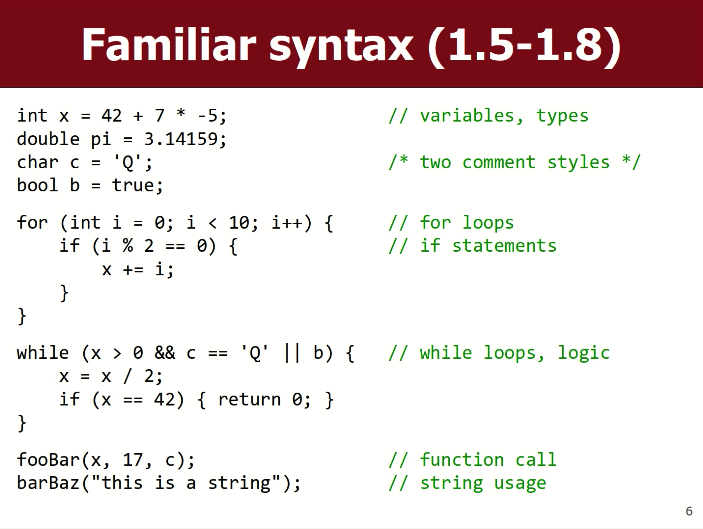 Familiar syntax (1.5-1.8)
int x = 42 + 7 * -5; // variables, types
double pi = 3.14159;
char c = 'Q'; /* two comment styles */
bool b = true;
for (int i = 0; i < 10; i++) { // for loops
if (i % 2 == 0) { // if statements
x += i;
}
}
while (x > 0 && c == 'Q' || b) { // while loops, logic
x = x / 2;
if (x == 42) { return 0; }
}
fooBar(x, 17, c); // function call
barBaz("this is a string"); // string usage
6